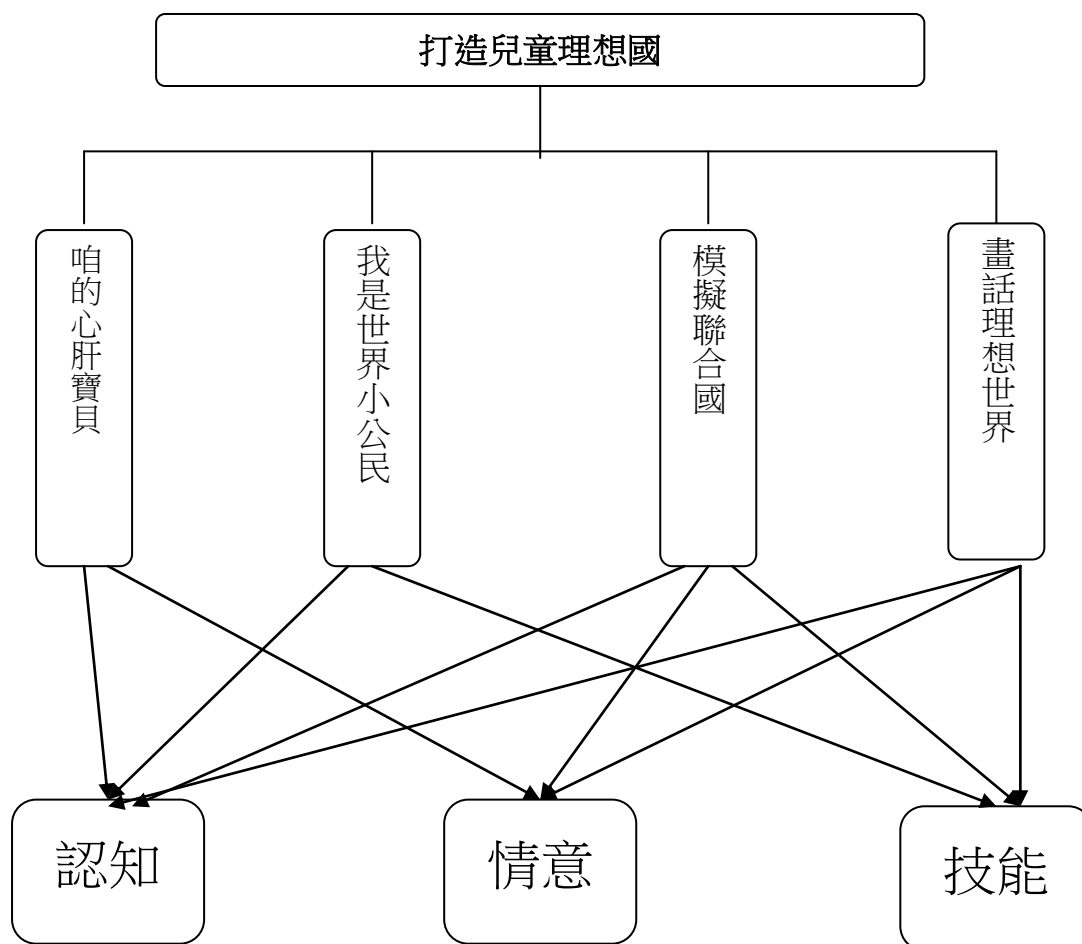 打造兒童理想國
咱的心肝寶貝
我是世界小公民
模擬聯合國
畫話理想世界
認知
情意
技能